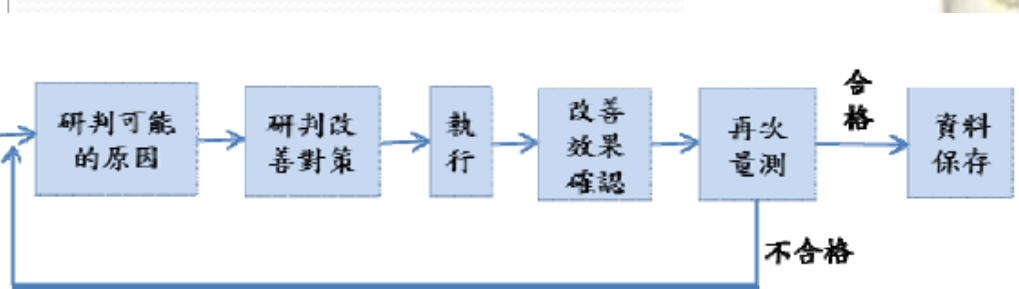 研判可能
的原因
研判改
善對策
執
行
改善
效果
確認
再次
量測
合
格
資料
保存
不合格